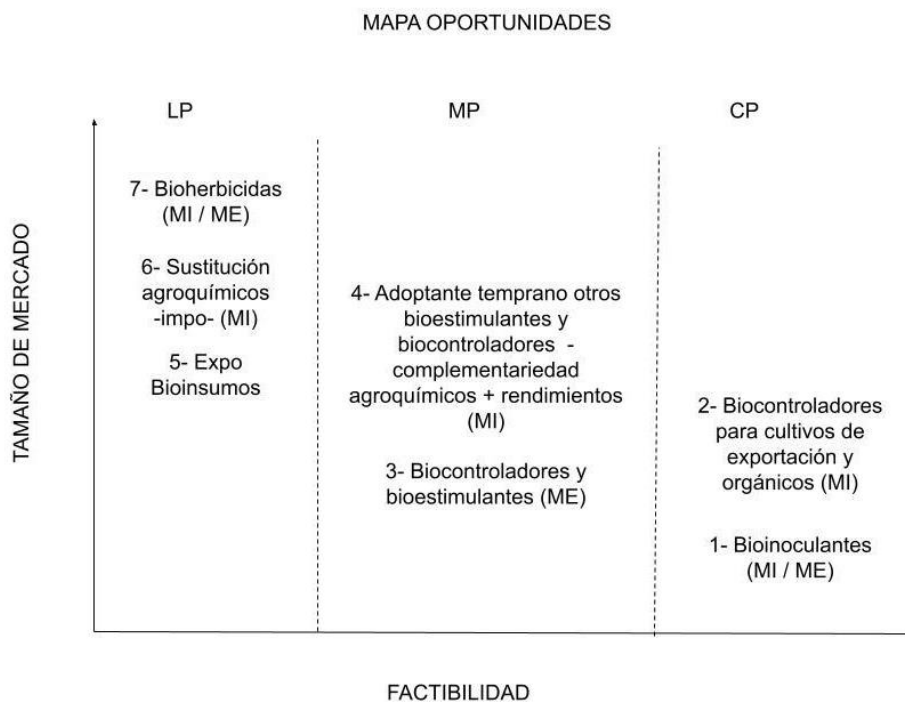 MAPA OPORTUNIDADES
LP
MP
CP
TAMAÑO DE MERCADO
7- Bioherbicidas
(MI / ME)
6- Sustitución
agroquímicos
-impo- (MI)
5- Expo
Bioinsumos
4- Adoptante temprano otros
bioestimulantes y
biocontroladores -
complementariedad
agroquímicos + rendimientos
(MI)
3- Biocontroladores y
bioestimulantes (ME)
2- Biocontroladores
para cultivos de
exportación y
orgánicos (MI)
1- Bioinoculantes
(MI / ME)
FACTIBILIDAD